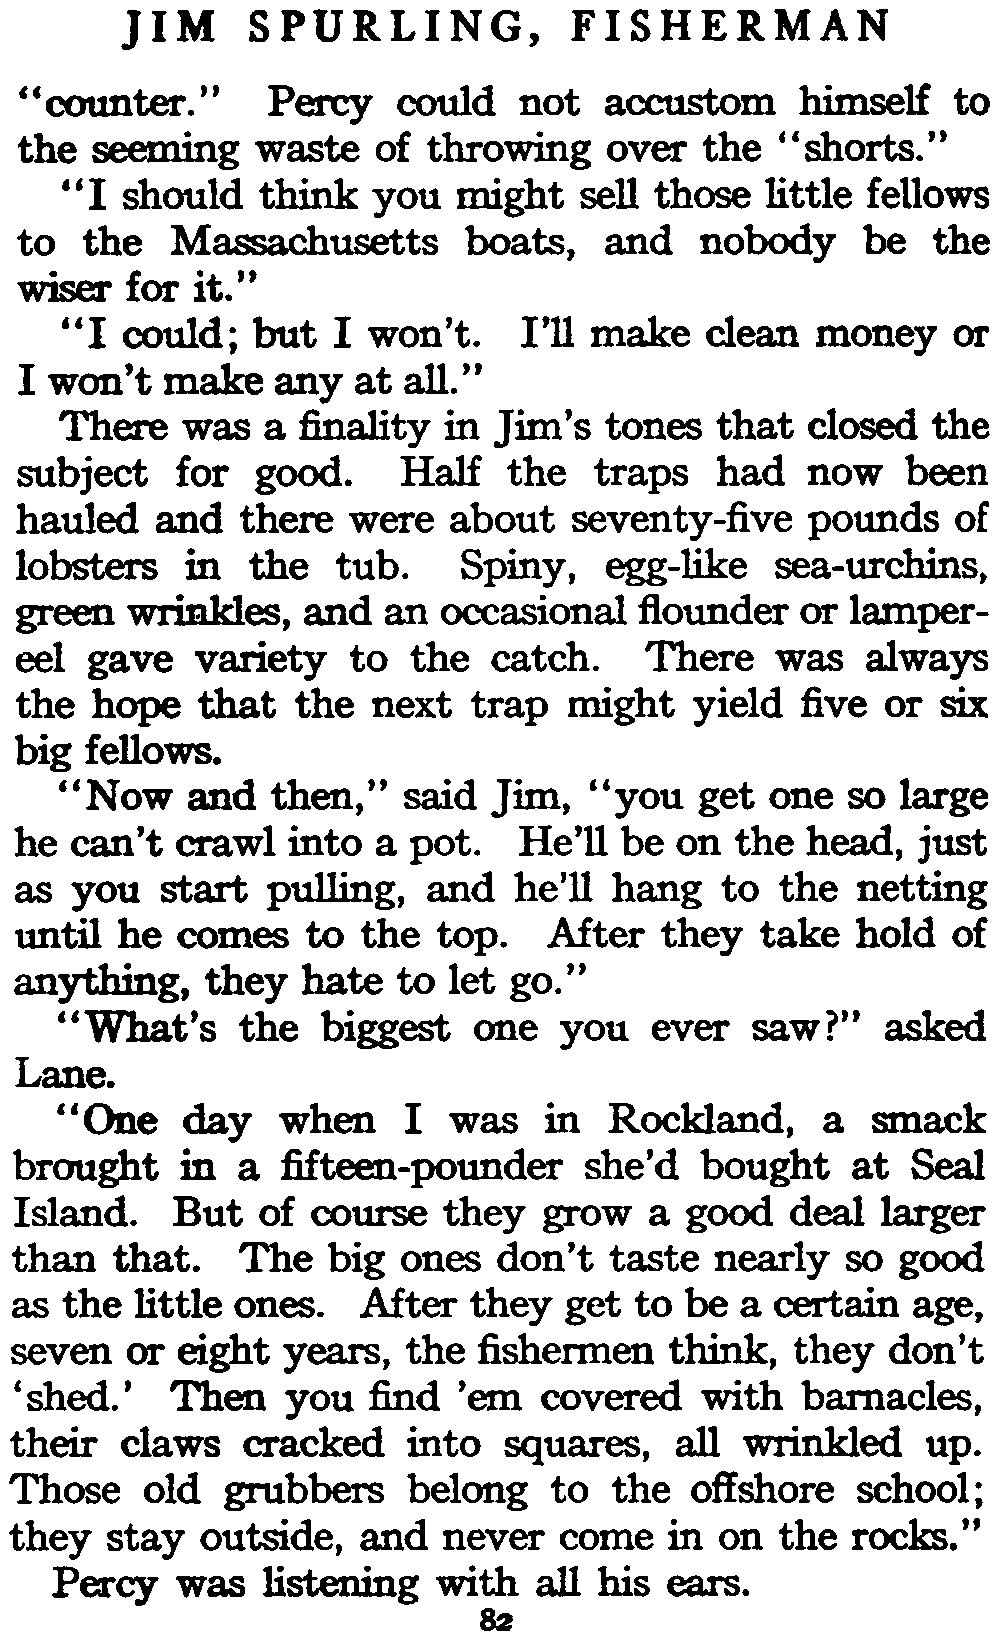 JIM SPURLING, FISHERMAN
“counter.” Percy could not accustom himself to
the seeming waste of throwing over the “shorts.”
“I should think you might sell those little fellows
to the Massachusetts boats, and nobody be the
wiser for it.”
“I could; but I won't. I'll make clean money or
I won't make any at all.”
There was a finality in Jim's tones that closed the
subject for good. Half the traps had now been
hauled and there were about seventy-five pounds of
lobsters in the tub. Spiny, egg-like sea-urchins,
green wrinkles, and an occasional flounder or lamper-
eel gave variety to the catch. There was always
the hope that the next trap might yield five or six
big fellows.
“Now and then,” said Jim, “you get one so large
he can't crawl into a pot. He'll be on the head, just
as you start pulling, and he'll hang to the netting
until he comes to the top. After they take hold of
anything, they hate to let go.”
“What's the biggest one you ever saw?” asked
Lane.
“One day when I was in Rockland, a smack
brought in a fifteen-pounder she'd bought at Seal
Island. But of course they grow a good deal larger
than that. The big ones don't taste nearly so good
as the little ones. After they get to be a certain age,
seven or eight years, the fishermen think, they don't
‘shed.’ Then you find ’em covered with barnacles,
their claws cracked into squares, all wrinkled up.
Those old grubbers belong to the offshore school;
they stay outside, and never come in on the rocks.”
Percy was listening with all his ears.
82